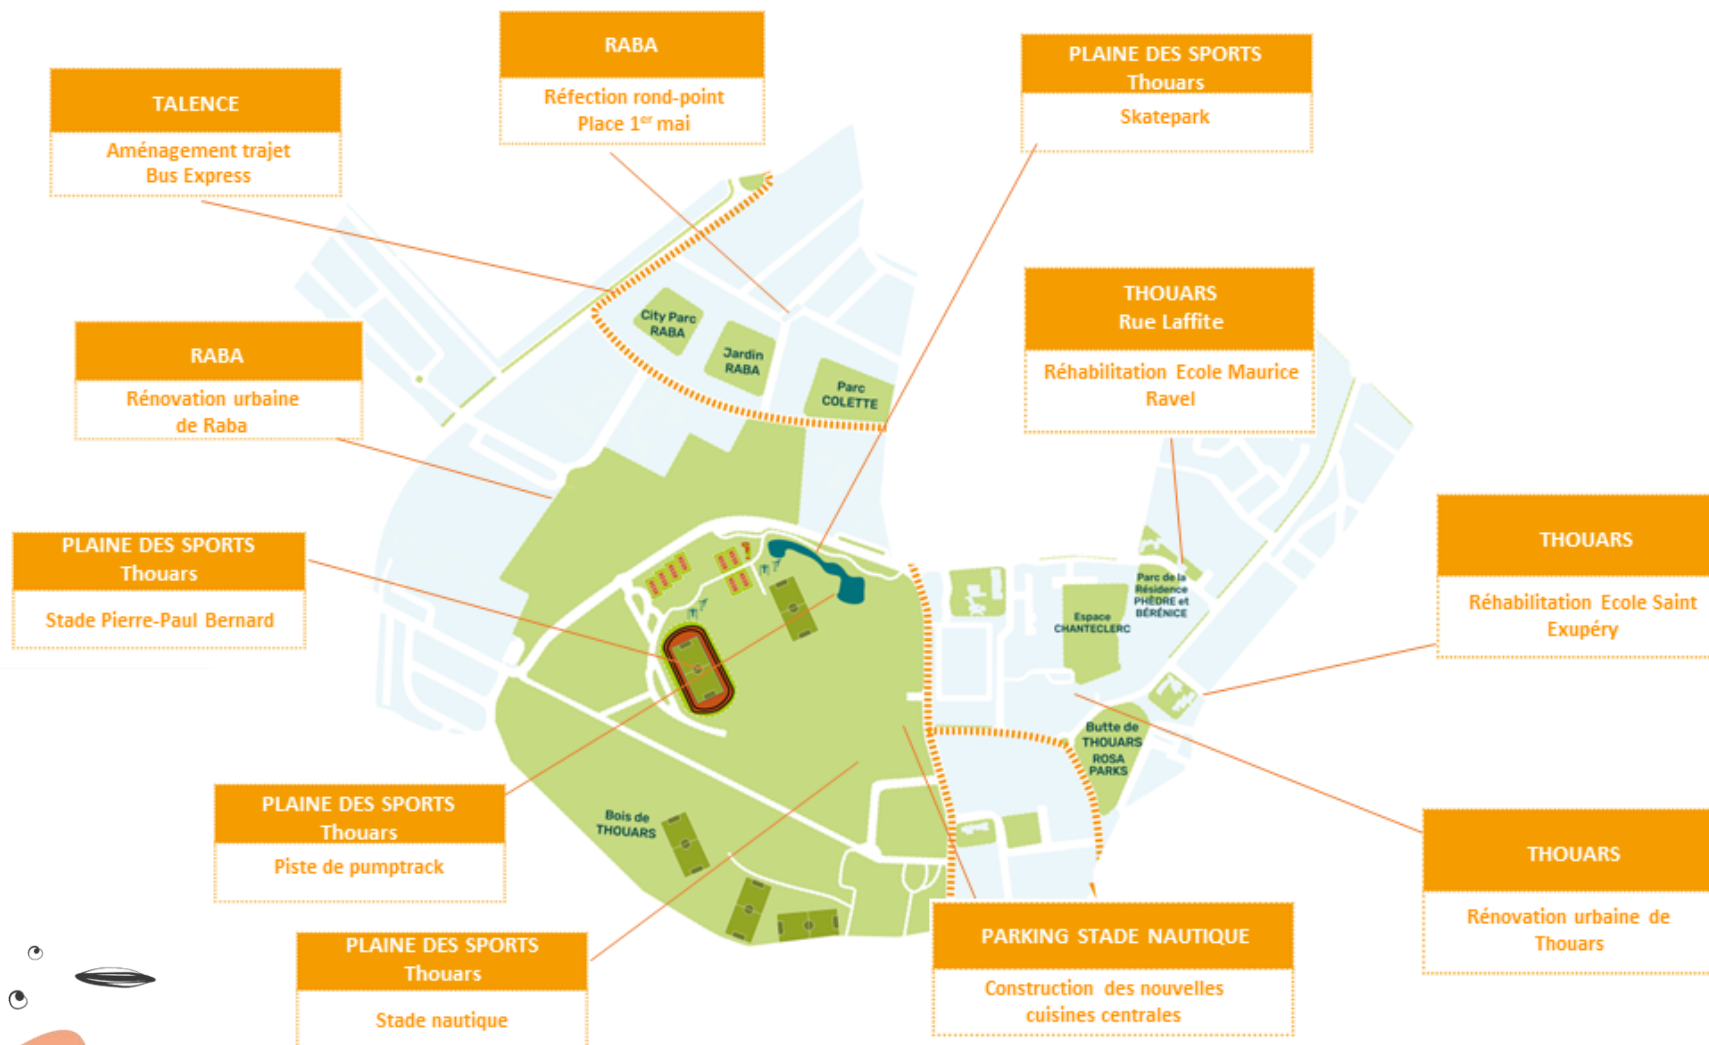 RABA
Réfection rond-point
Place 1er mai
PLAINE DES SPORTS
Thouars
Skatepark
TALENCE
Aménagement trajet
Bus Express
THOUARS
Rue Laffite
Réhabilitation Ecole Maurice
Ravel
City Parc
RABA
Jardin
RABA
Parc
COLETTE
RABA
Rénovation urbaine
de Raba
THOUARS
Réhabilitation Ecole Saint
Exupéry
PLAINE DES SPORTS
Thouars
Stade Pierre-Paul Bernard
Parc de la
Résidence
PHÈDRE et
BÉRÉNICE
Espace
CHANTECLERC
Butte de
THOUARS
ROSA
PARKS
PLAINE DES SPORTS
Thouars
Piste de pumptrack
Bois de
THOUARS
THOUARS
Rénovation urbaine de
Thouars
PLAINE DES SPORTS
Thouars
Stade nautique
PARKING STADE NAUTIQUE
Construction des nouvelles
cuisines centrales